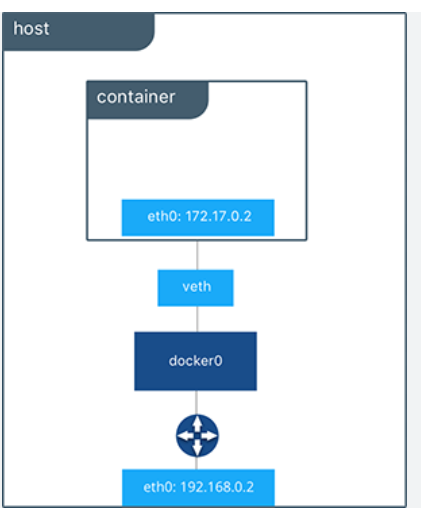 host
container
eth0: 172.17.0.2
veth
docker0
eth0: 192.168.0.2